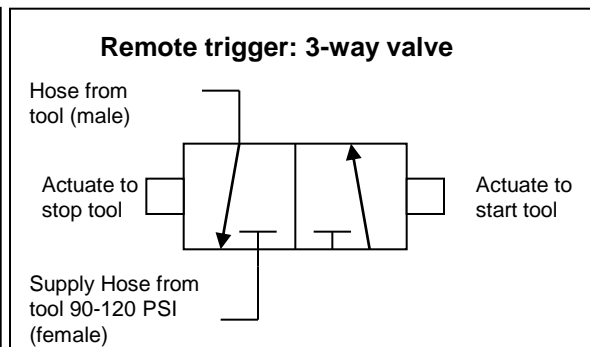 Remote trigger: 3-way valve
Hose from
tool (male)
Actuate to
stop tool
Actuate to
start tool
Supply Hose from
tool 90-120 PSI
(female)